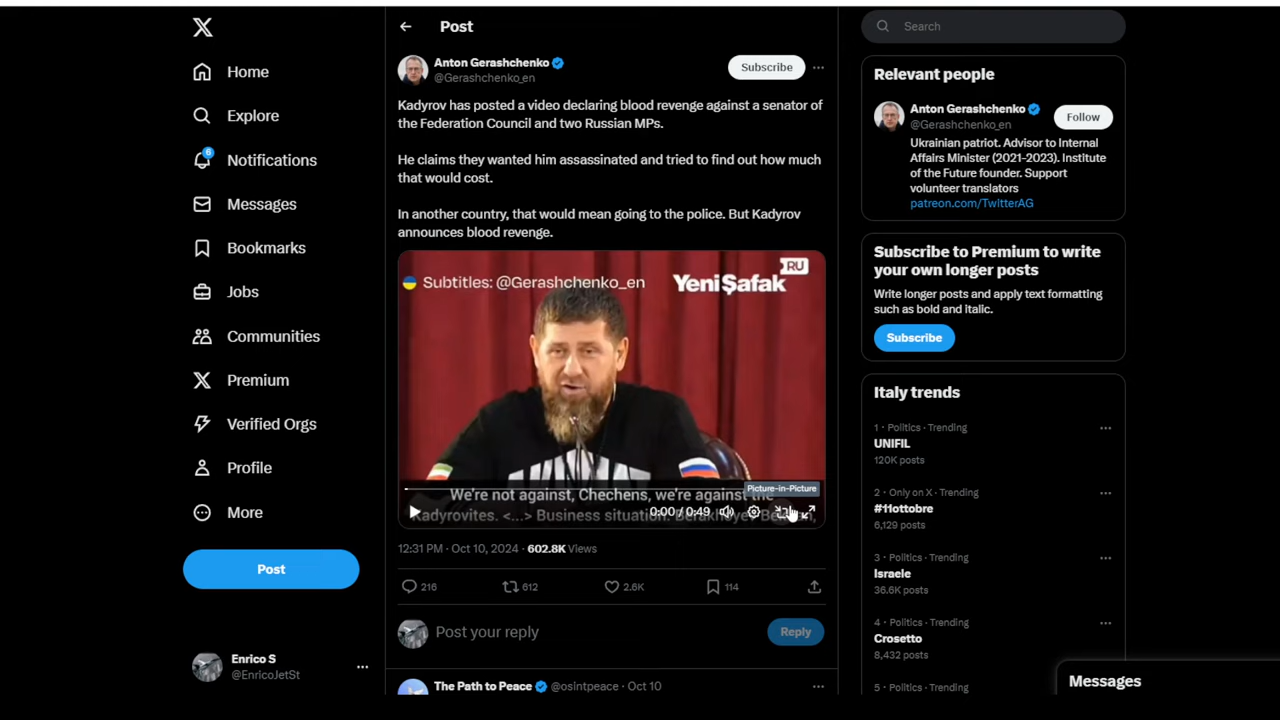 Home
Explore
6
Notifications
Messages
Bookmarks
Jobs
Communities
Premium
Verified Orgs
Profile
More
Post
Enrico S
@EnricoJetSt
Post
Anton Gerashchenko
@Gerashchenko_en
Subscribe
Kadyrov has posted a video declaring blood revenge against a senator of
the Federation Council and two Russian MPs.
He claims they wanted him assassinated and tried to find out how much
that would cost.
In another country, that would mean going to the police. But Kadyrov
announces blood revenge.
Subtitles: @Gerashchenko_en
YeniŞafak RU
Picture-in-Picture
We're not against, Chechens, we're against the
Kadyrovites. <...> Business situation:
0:00 / 0:49
12:31 PM · Oct 10, 2024 · 602.8K Views
216 612 2.6K 114
Post your reply
Reply
The Path to Peace @osintpeace · Oct 10
Search
Relevant people
Anton Gerashchenko
@Gerashchenko_en
Follow
Ukrainian patriot. Advisor to Internal
Affairs Minister (2021-2023). Institute
of the Future founder. Support
volunteer translators
patreon.com/TwitterAG
Subscribe to Premium to write
your own longer posts
Write longer posts and apply text formatting
such as bold and italic.
Subscribe
Italy trends
1 · Politics · Trending
UNIFIL
120K posts
2 · Only on X · Trending
#11ottobre
6,129 posts
3 · Politics · Trending
Israele
36.6K posts
4 · Politics · Trending
Crosetto
8,432 posts
5 · Politics · Trending
Messages